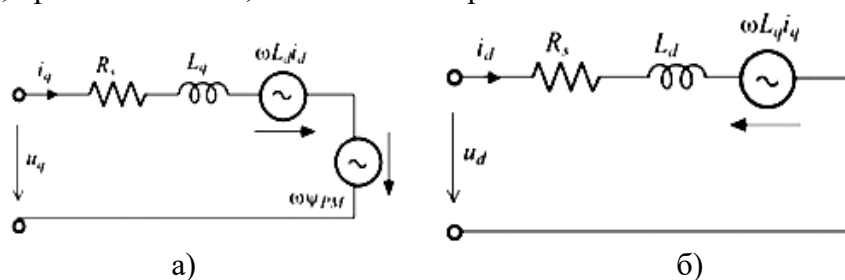 ωL_d i_d
i_q
R_s
L_q
u_q
ωψ_PM
а)
ωL_q i_q
i_d
R_s
L_d
u_d
б)